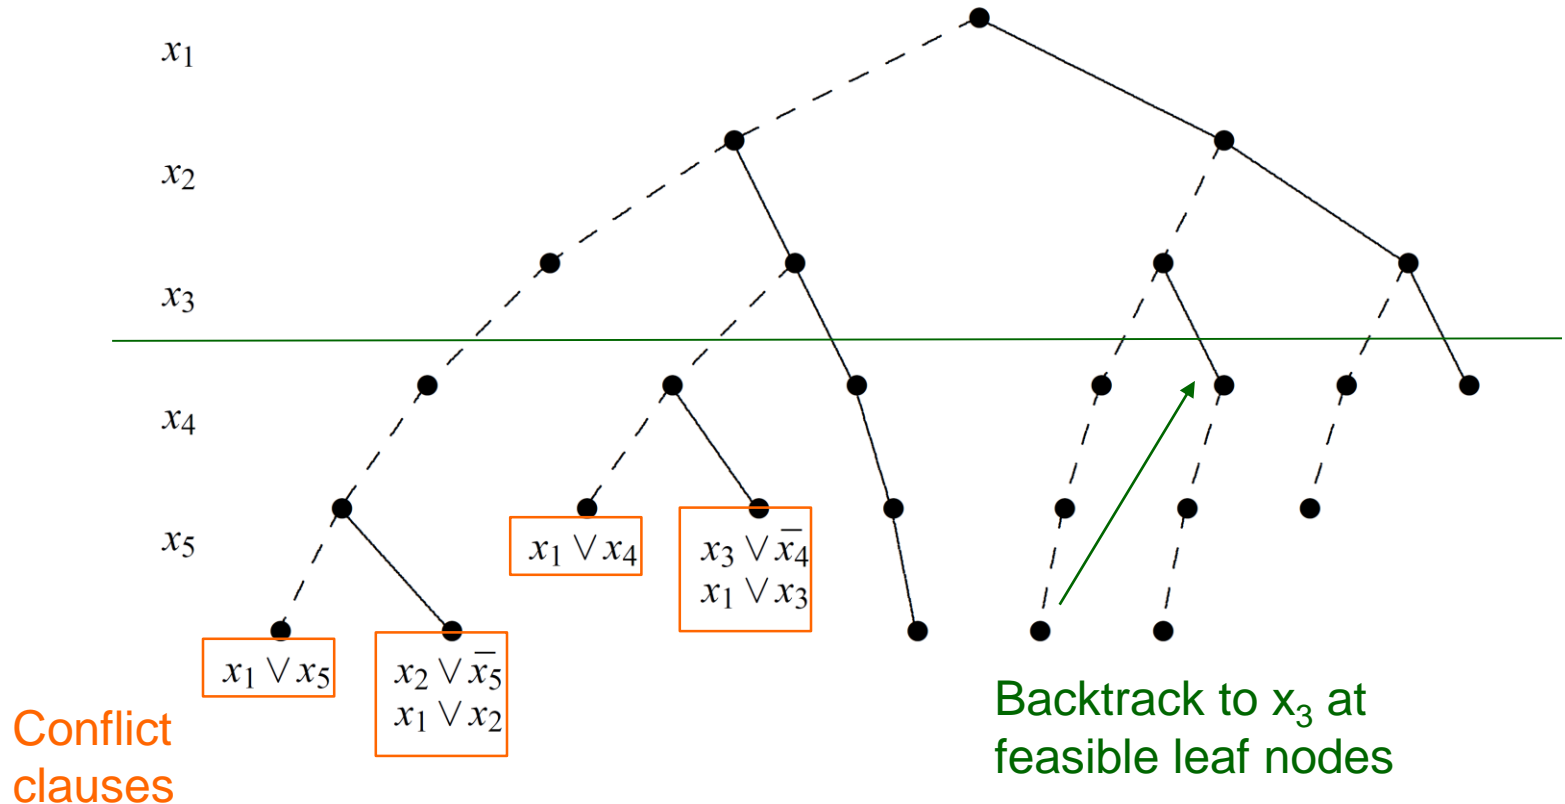 x₁
x₂
x₃
x₄
x₅
x₁ ∨ x₄
x₃ ∨ x̅₄
x₁ ∨ x₃
x₁ ∨ x₅
x₂ ∨ x̅₅
x₁ ∨ x₂
Conflict
clauses
Backtrack to x₃ at
feasible leaf nodes